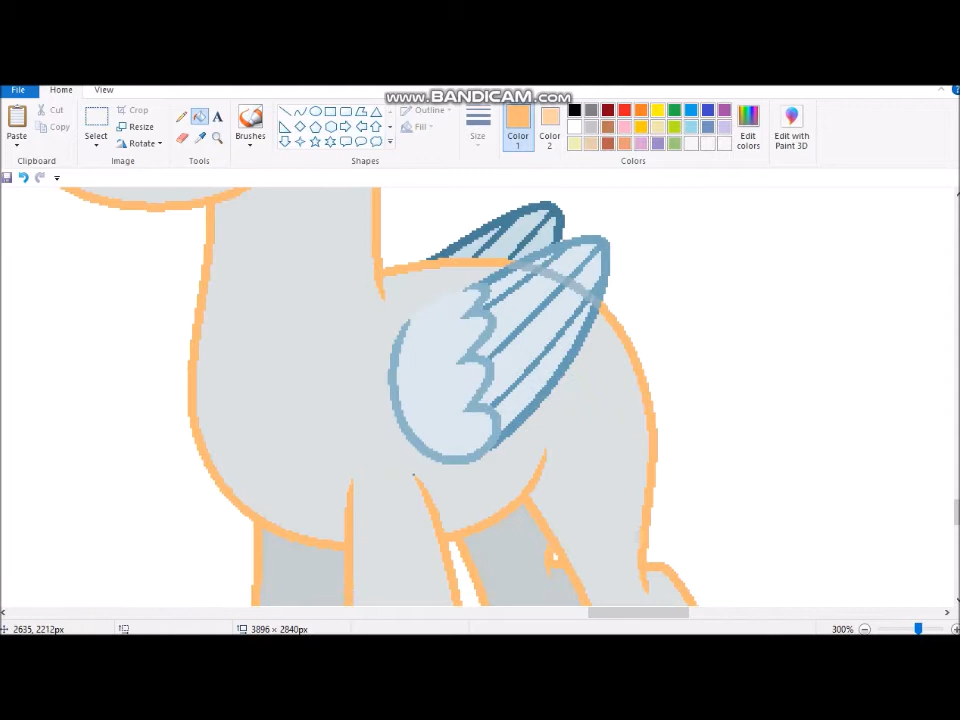 www.BANDICAM.com
File Home View
Paste
Cut
Copy
Clipboard
Select
Crop
Resize
Rotate
Image
A
Tools
Brushes
Outline
Fill
Shapes
Size
Color 1
Color 2
Edit colors
Colors
Edit with Paint 3D
2635, 2212px
3896 × 2840px
300%